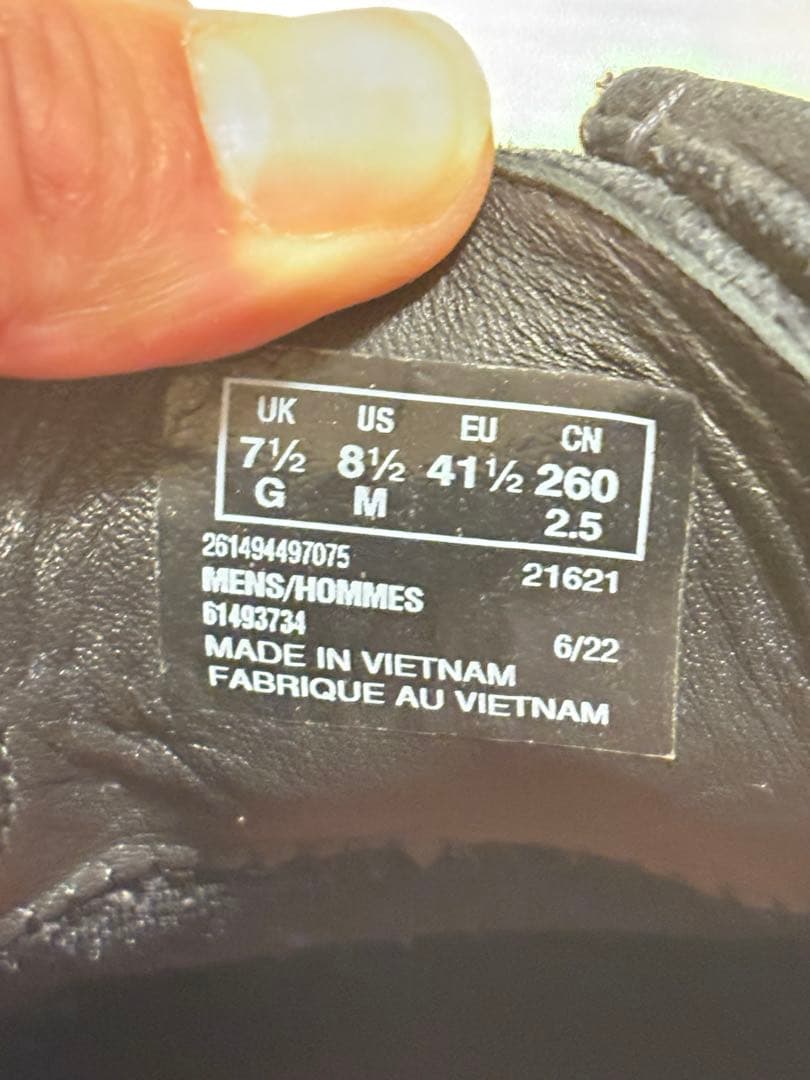 UK US EU CN
7½ 8½ 41½ 260
G M 2.5
261494497075 21621
MENS/HOMMES
61493734 6/22
MADE IN VIETNAM
FABRIQUE AU VIETNAM